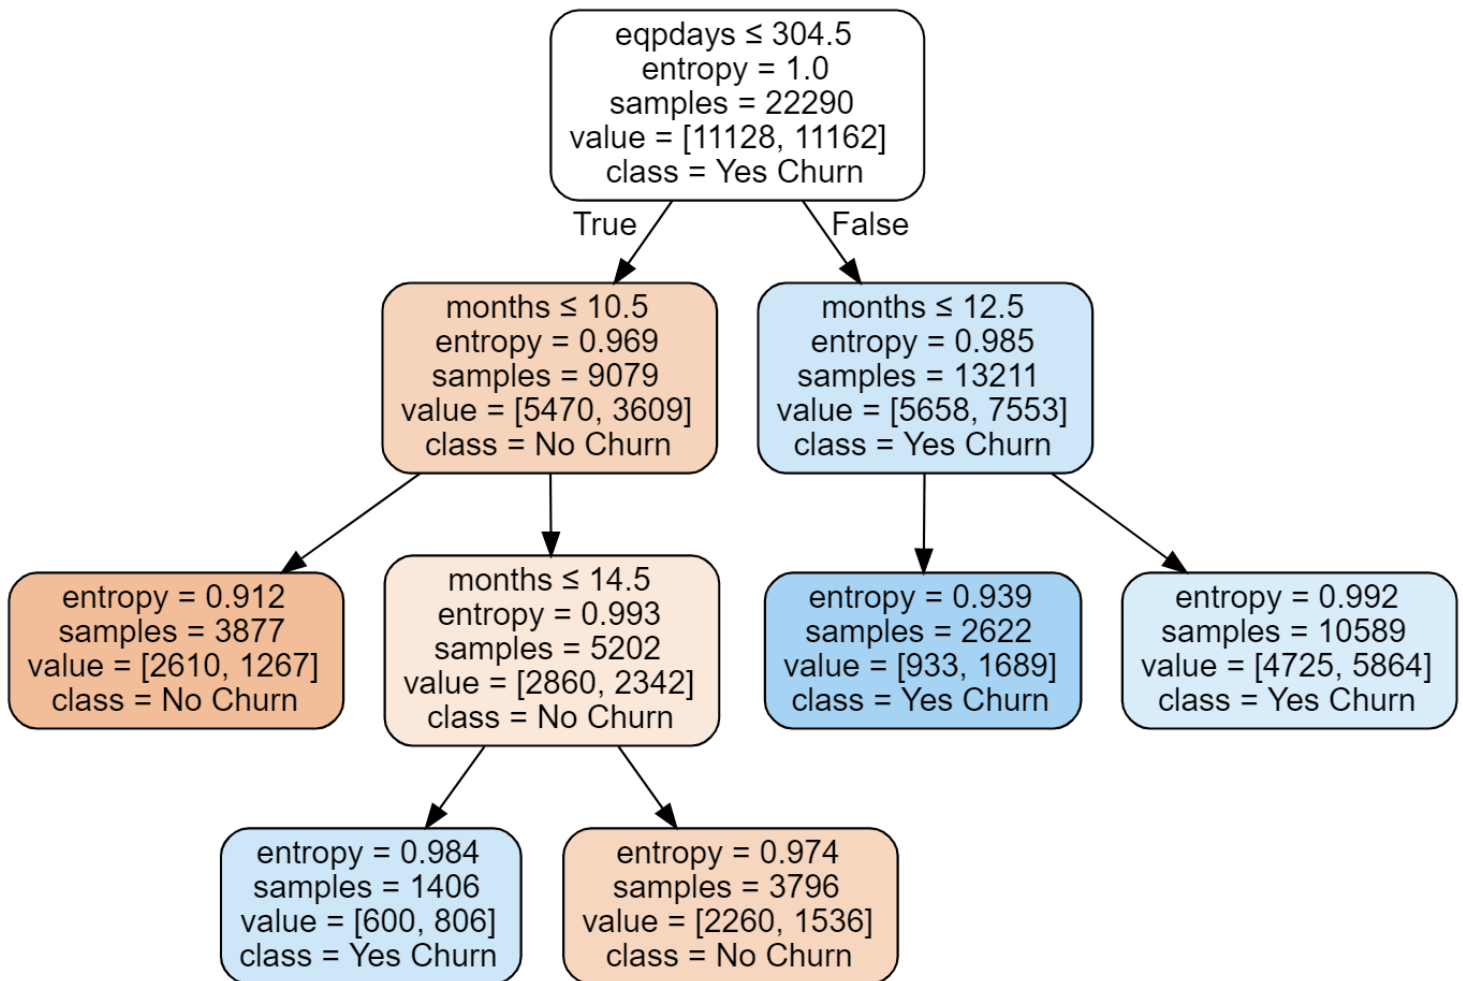 eqpdays ≤ 304.5
entropy = 1.0
samples = 22290
value = [11128, 11162]
class = Yes Churn
True
False
months ≤ 10.5
entropy = 0.969
samples = 9079
value = [5470, 3609]
class = No Churn
months ≤ 12.5
entropy = 0.985
samples = 13211
value = [5658, 7553]
class = Yes Churn
entropy = 0.912
samples = 3877
value = [2610, 1267]
class = No Churn
months ≤ 14.5
entropy = 0.993
samples = 5202
value = [2860, 2342]
class = No Churn
entropy = 0.939
samples = 2622
value = [933, 1689]
class = Yes Churn
entropy = 0.992
samples = 10589
value = [4725, 5864]
class = Yes Churn
entropy = 0.984
samples = 1406
value = [600, 806]
class = Yes Churn
entropy = 0.974
samples = 3796
value = [2260, 1536]
class = No Churn